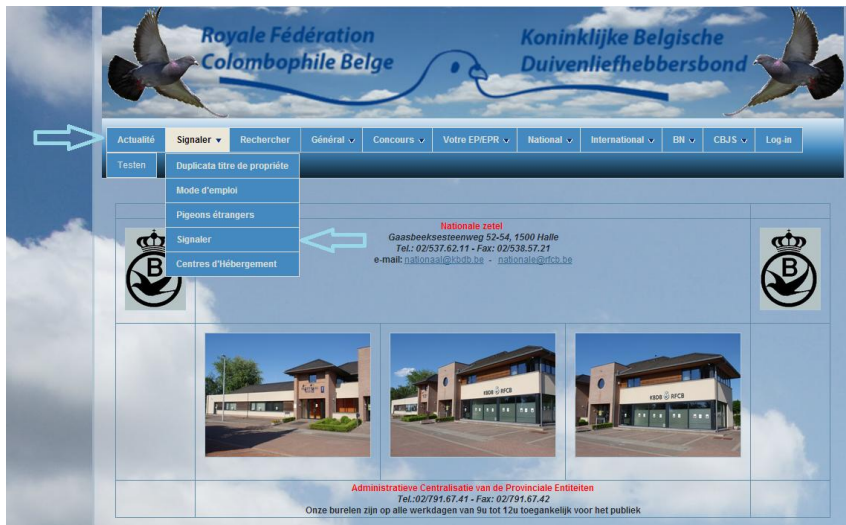 Royale Fédération
Colombophile Belge
Koninklijke Belgische
Duivenliefhebbersbond
Actualité Signaler Rechercher Général Concours Votre EP/EPR National International BN CBJS Log-in
Testen
Duplicata titre de propriéte
Mode d'emploi
Pigeons étrangers
Signaler
Centres d'Hébergement
Nationale zetel
Gaasbeeksesteenweg 52-54, 1500 Halle
Tel.: 02/537.62.11 - Fax: 02/538.57.21
e-mail: nationaal@kbdb.be - nationale@rfcb.be
B
B
KBDB RFCB
KBDB RFCB
Administratieve Centralisatie van de Provinciale Entiteiten
Tel.:02/791.67.41 - Fax: 02/791.67.42
Onze burelen zijn op alle werkdagen van 9u tot 12u toegankelijk voor het publiek